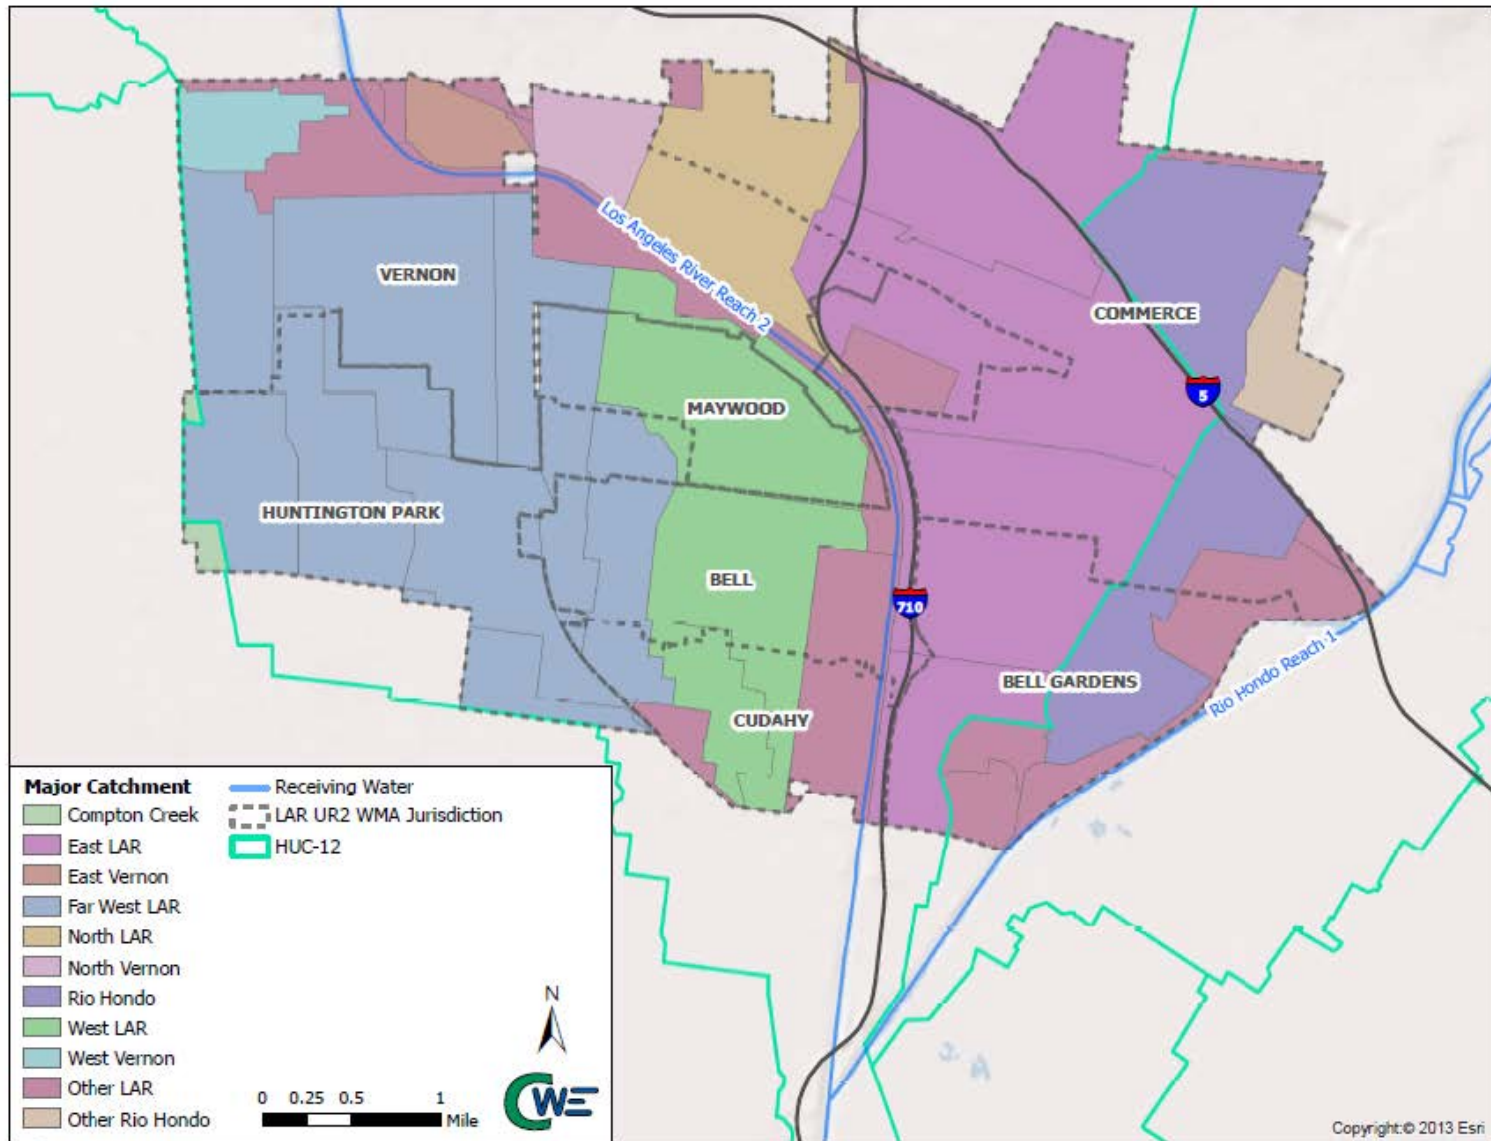 Los Angeles River Reach 2
VERNON
COMMERCE
5
MAYWOOD
HUNTINGTON PARK
BELL
710
BELL GARDENS
Rio Hondo Reach 1
CUDAHY
Major Catchment
Compton Creek
East LAR
East Vernon
Far West LAR
North LAR
North Vernon
Rio Hondo
West LAR
West Vernon
Other LAR
Other Rio Hondo
Receiving Water
LAR UR2 WMA Jurisdiction
HUC-12
N
CWE
0 0.25 0.5 1
Mile
Copyright:© 2013 Esri